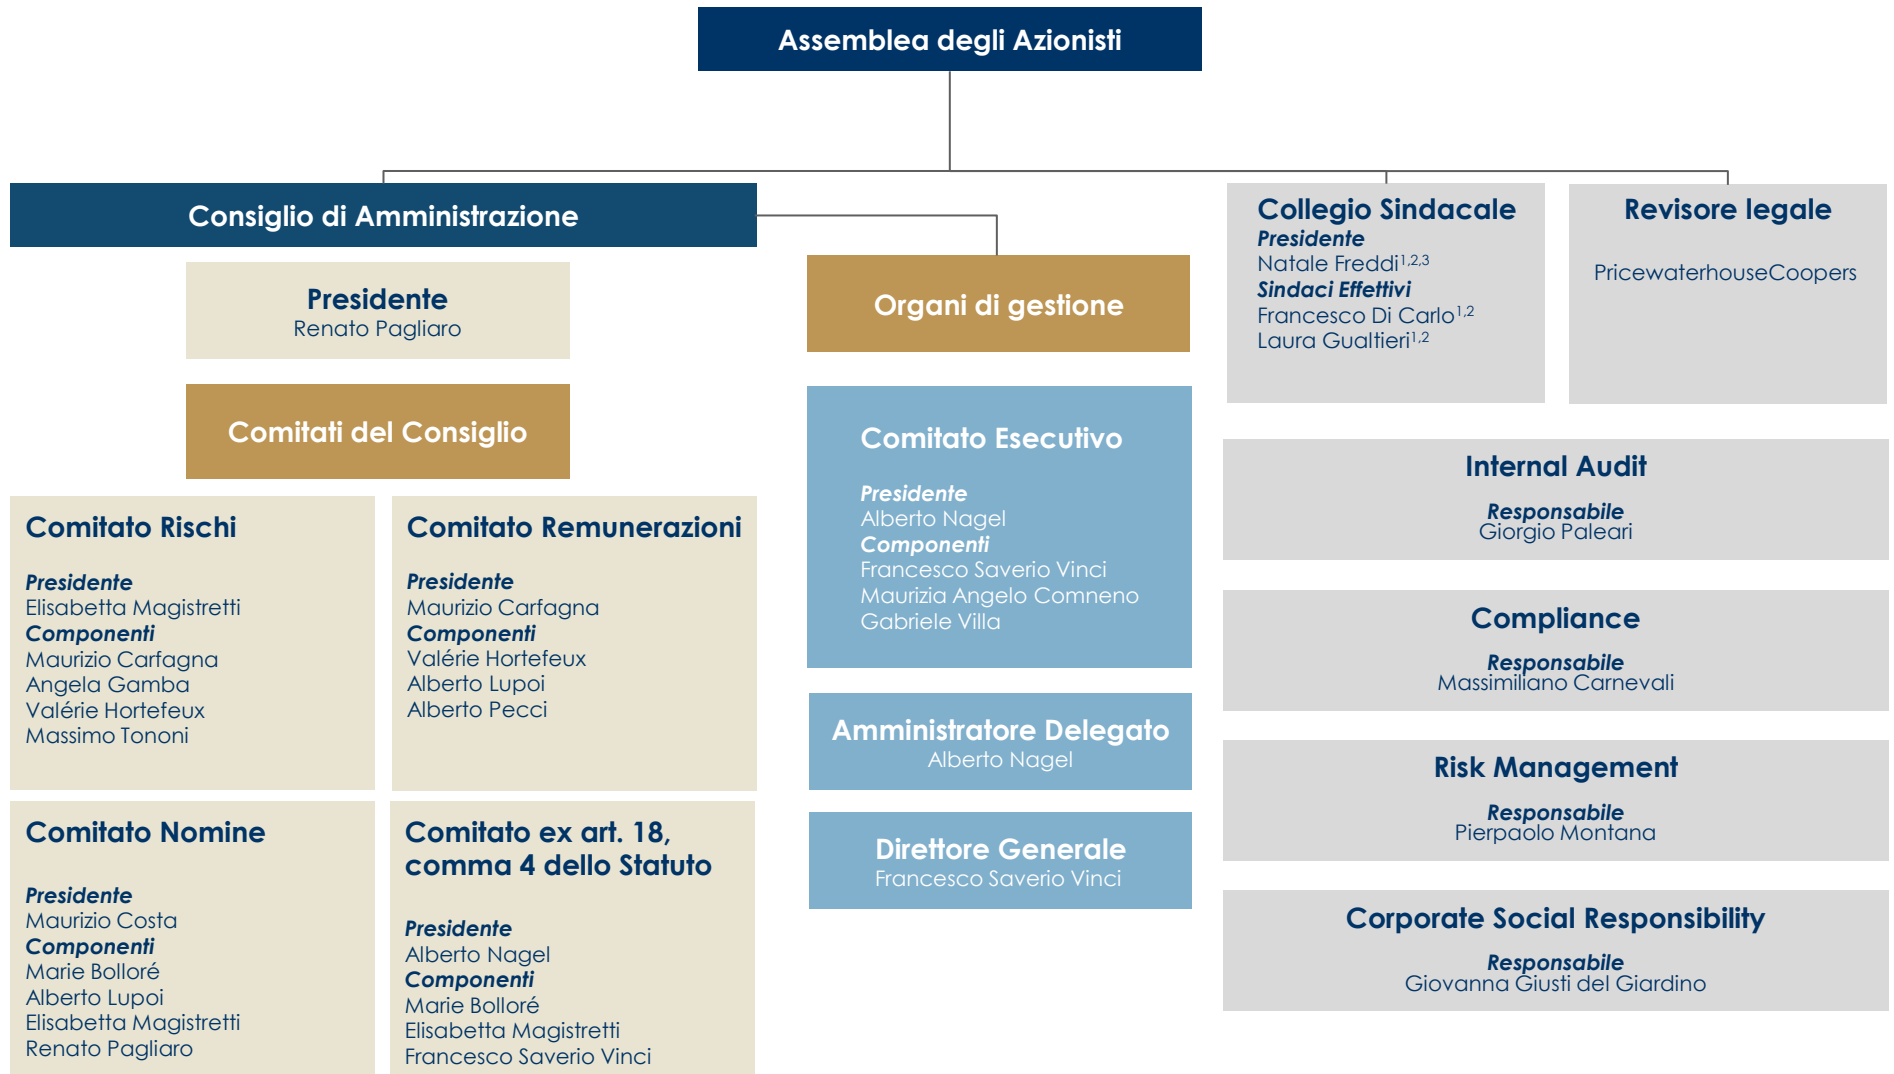 Assemblea degli Azionisti
Consiglio di Amministrazione
Presidente
Renato Pagliaro
Comitati del Consiglio
Comitato Rischi
Presidente
Elisabetta Magistretti
Componenti
Maurizio Carfagna
Angela Gamba
Valérie Hortefeux
Massimo Tononi
Comitato Remunerazioni
Presidente
Maurizio Carfagna
Componenti
Valérie Hortefeux
Alberto Lupoi
Alberto Pecci
Comitato Nomine
Presidente
Maurizio Costa
Componenti
Marie Bolloré
Alberto Lupoi
Elisabetta Magistretti
Renato Pagliaro
Comitato ex art. 18,
comma 4 dello Statuto
Presidente
Alberto Nagel
Componenti
Marie Bolloré
Elisabetta Magistretti
Francesco Saverio Vinci
Organi di gestione
Comitato Esecutivo
Presidente
Alberto Nagel
Componenti
Francesco Saverio Vinci
Maurizia Angelo Comneno
Gabriele Villa
Amministratore Delegato
Alberto Nagel
Direttore Generale
Francesco Saverio Vinci
Collegio Sindacale
Presidente
Natale Freddi1,2,3
Sindaci Effettivi
Francesco Di Carlo1,2
Laura Gualtieri1,2
Revisore legale
PricewaterhouseCoopers
Internal Audit
Responsabile
Giorgio Paleari
Compliance
Responsabile
Massimiliano Carnevali
Risk Management
Responsabile
Pierpaolo Montana
Corporate Social Responsibility
Responsabile
Giovanna Giusti del Giardino